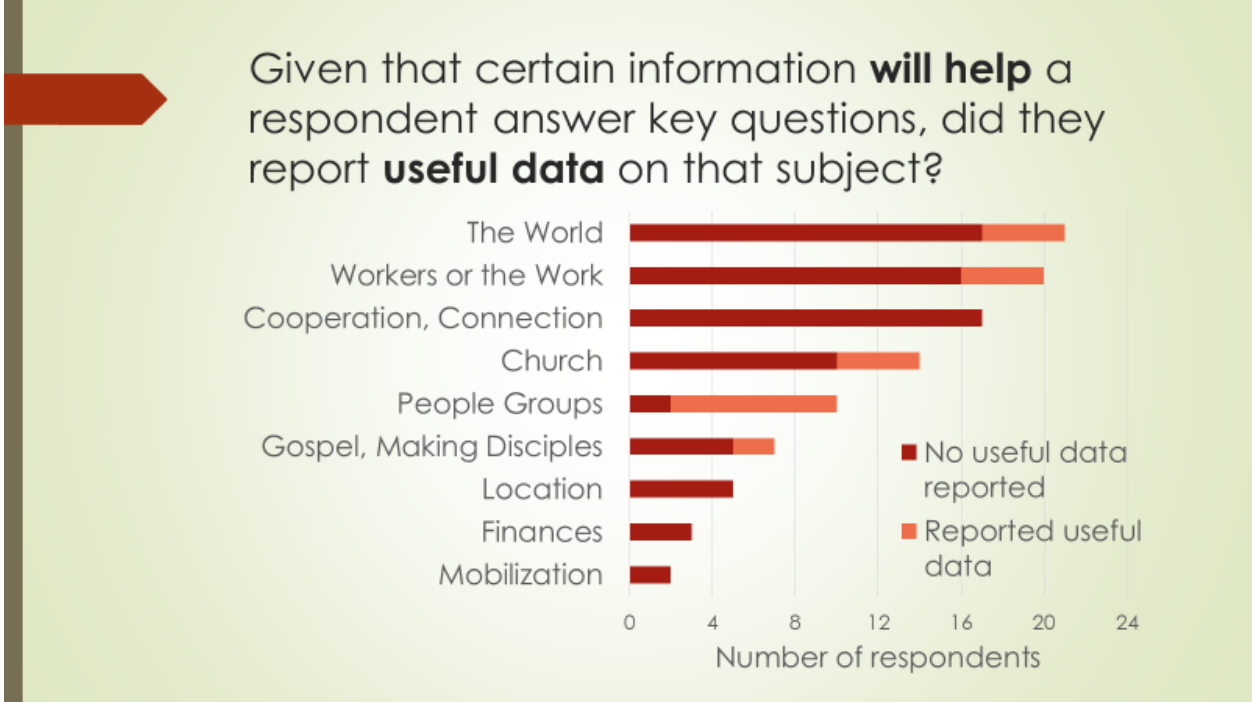 Given that certain information will help a
respondent answer key questions, did they
report useful data on that subject?
The World
Workers or the Work
Cooperation, Connection
Church
People Groups
Gospel, Making Disciples
Location
Finances
Mobilization
No useful data
reported
Reported useful
data
0 4 8 12 16 20 24
Number of respondents